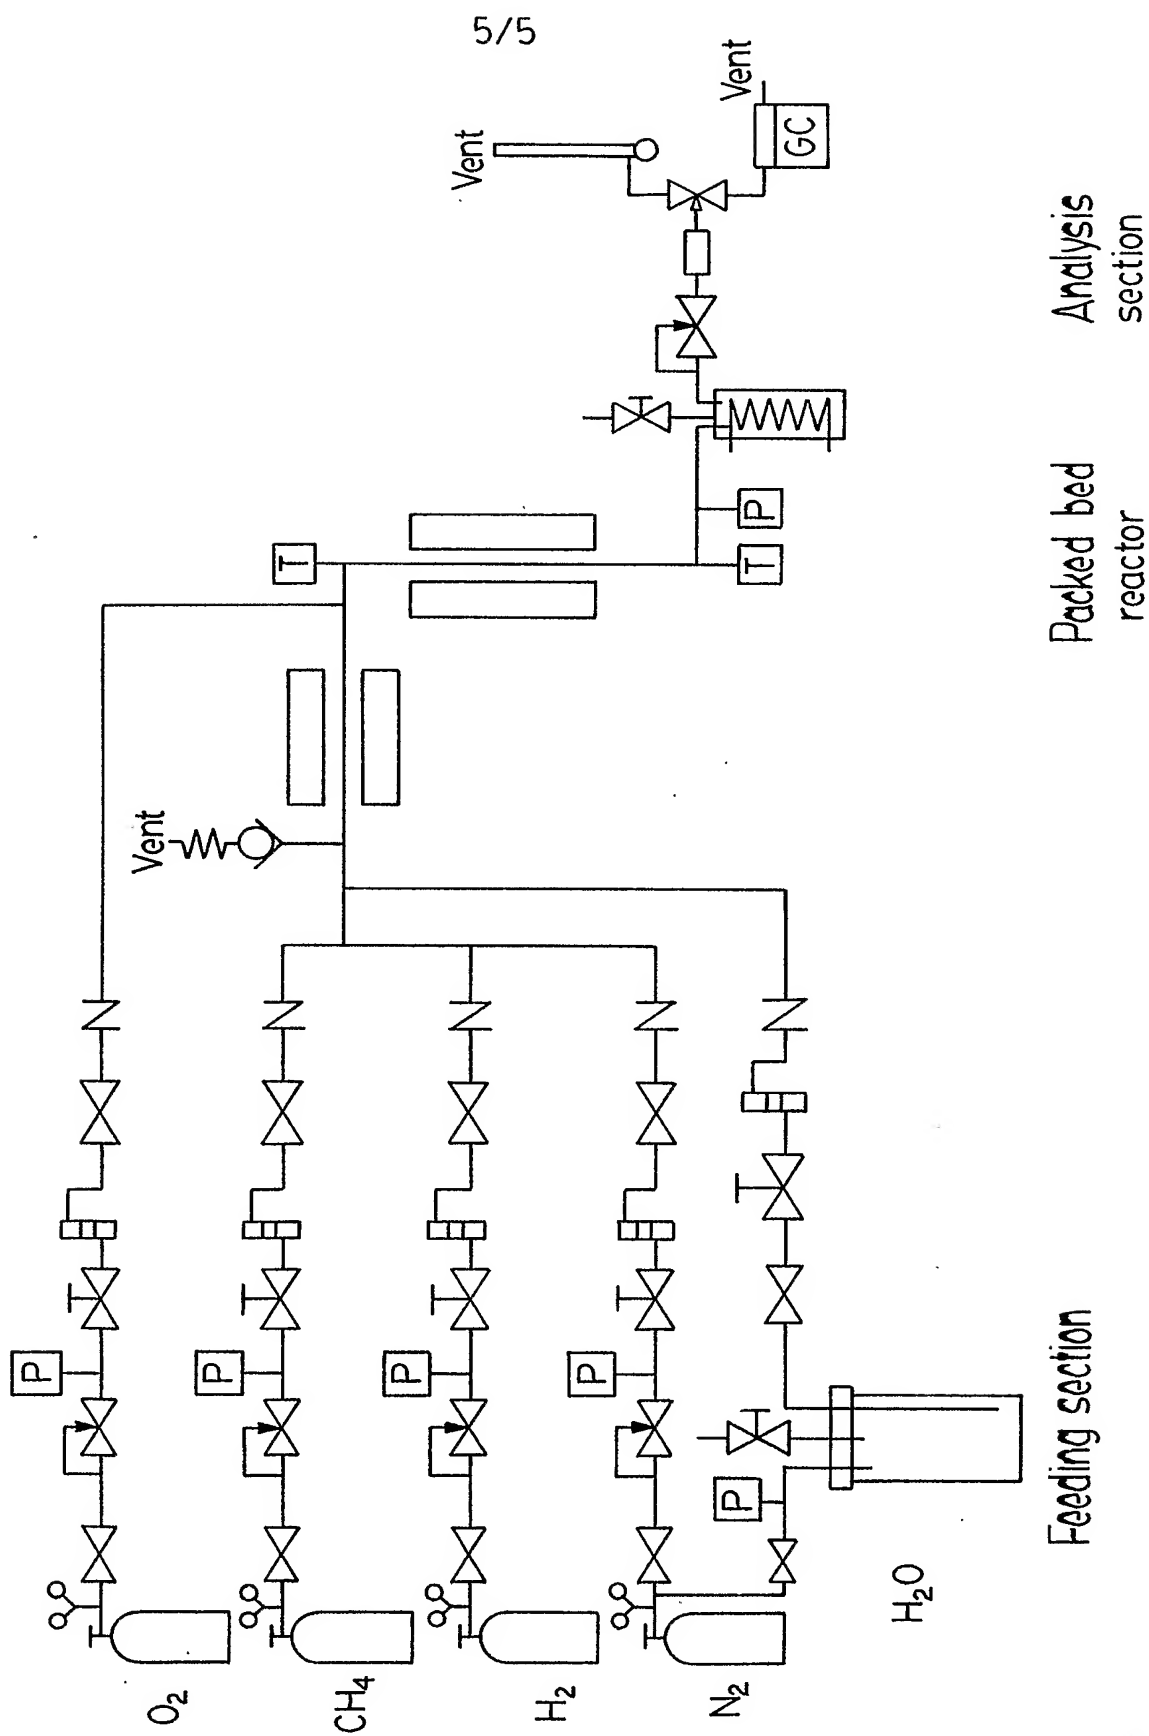 5/5
Vent
Vent
GC
T
P
T
Vent
P
P
P
P
P
O₂
CH₄
H₂
N₂
H₂O
Feeding section
Packed bed
reactor
Analysis
section